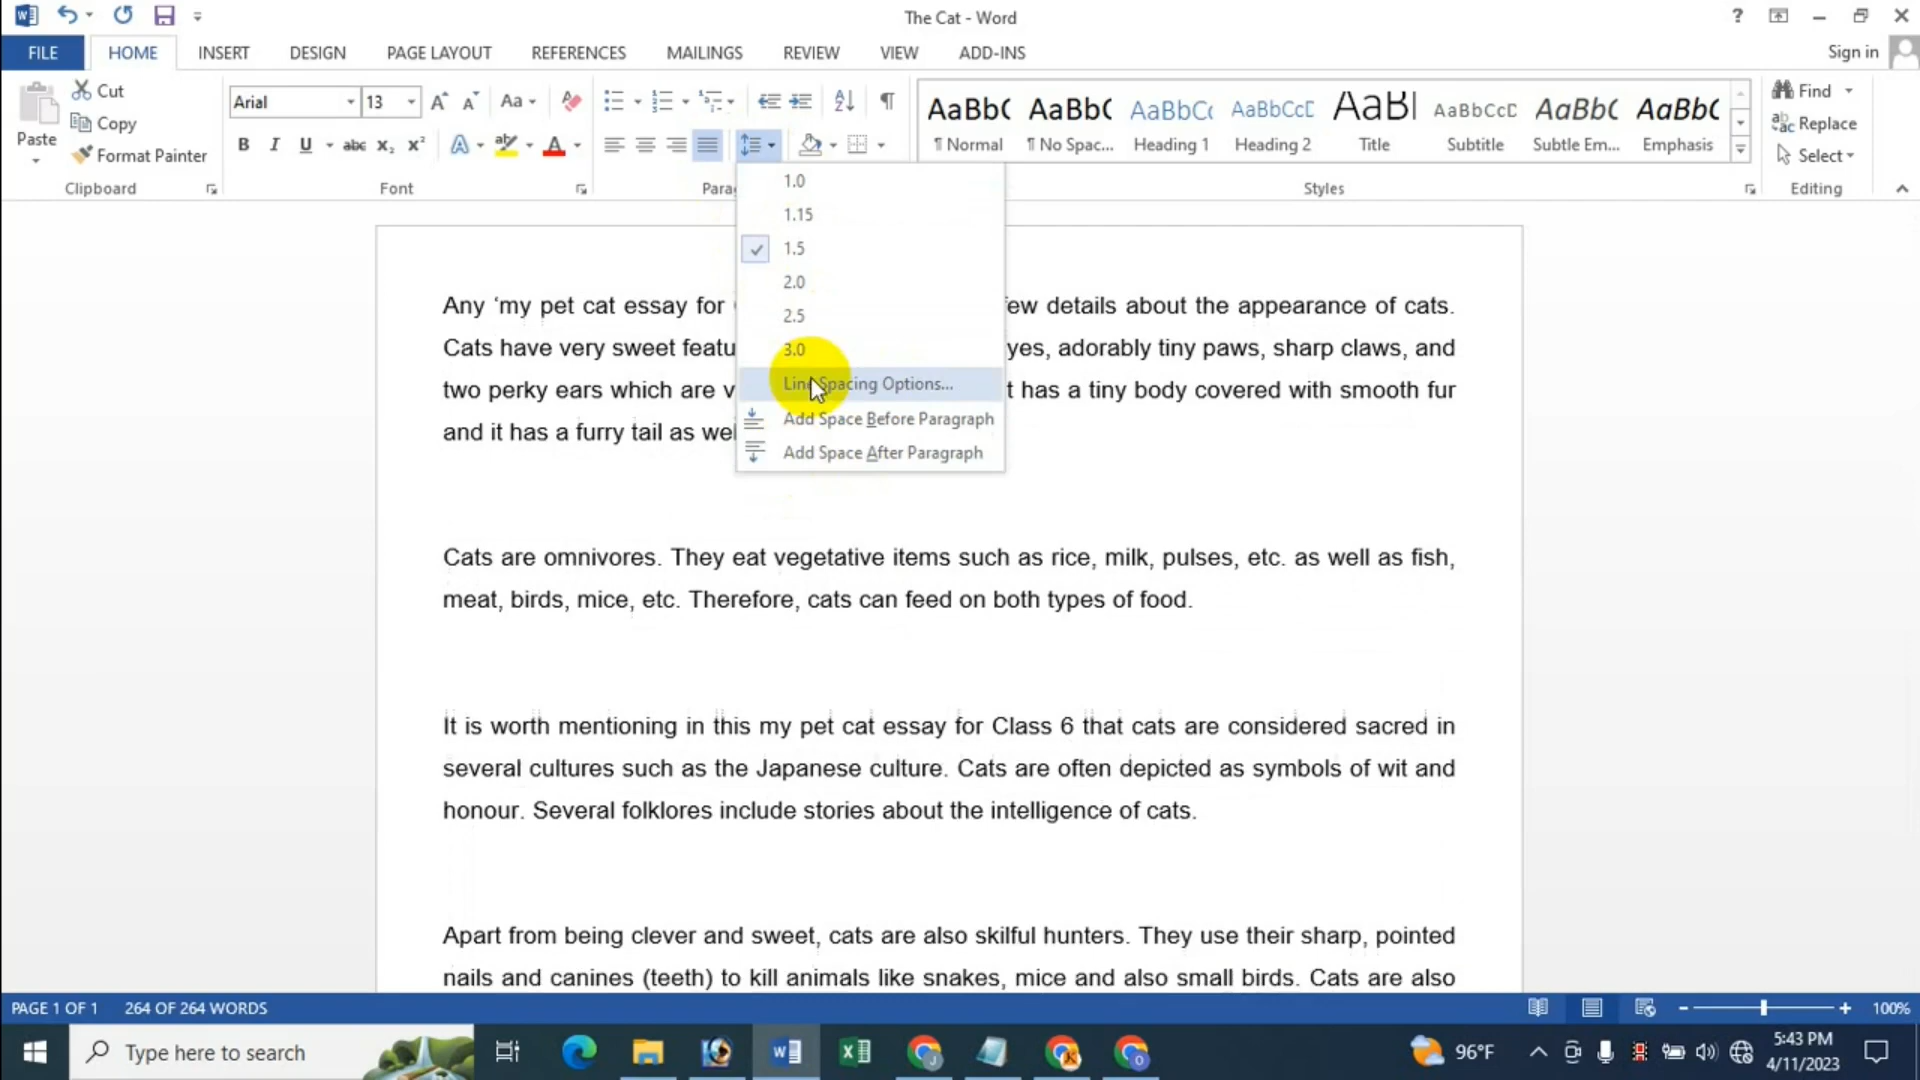 The Cat - Word
?
FILE HOME INSERT DESIGN PAGE LAYOUT REFERENCES MAILINGS REVIEW VIEW ADD-INS
Sign in
Cut
Copy
Format Painter
Paste
Clipboard
Arial 13
Aa
B I U abc X₂ X²
A
A
Font
1.0
1.15
1.5
2.0
2.5
3.0
Line Spacing Options...
Add Space Before Paragraph
Add Space After Paragraph
AaBbC AaBbC AaBbC AaBbCcD AaBl AaBbCcD AaBbC AaBbC
¶ Normal ¶ No Spac... Heading 1 Heading 2 Title Subtitle Subtle Em... Emphasis
Styles
Find
Replace
Select
Editing
Any ‘my pet cat essay for few details about the appearance of cats.
Cats have very sweet adorably tiny paws, sharp claws, and
two perky ears which are has a tiny body covered with smooth fur
and it has a furry tail as
Cats are omnivores. They eat vegetative items such as rice, milk, pulses, etc. as well as fish,
meat, birds, mice, etc. Therefore, cats can feed on both types of food.
It is worth mentioning in this my pet cat essay for Class 6 that cats are considered sacred in
several cultures such as the Japanese culture. Cats are often depicted as symbols of wit and
honour. Several folklores include stories about the intelligence of cats.
Apart from being clever and sweet, cats are also skilful hunters. They use their sharp, pointed
nails and canines (teeth) to kill animals like snakes, mice and also small birds. Cats are also
PAGE 1 OF 1 264 OF 264 WORDS
100%
Type here to search
96°F
5:43 PM
4/11/2023